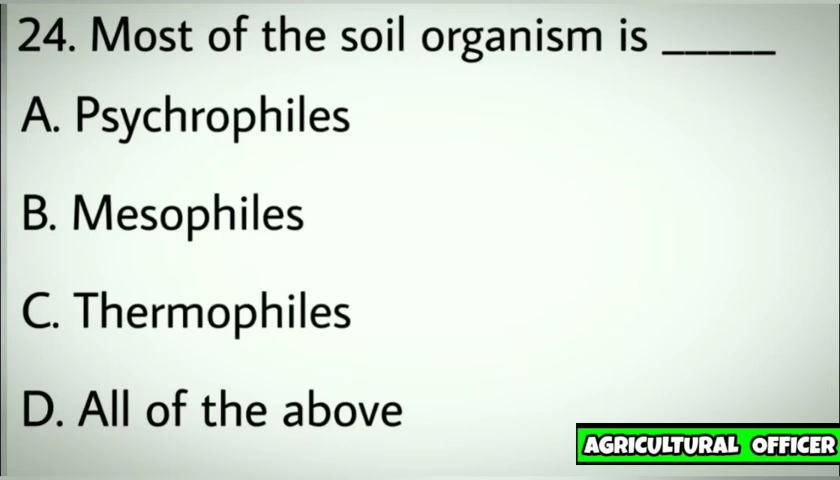 24. Most of the soil organism is _____
A. Psychrophiles
B. Mesophiles
C. Thermophiles
D. All of the above
AGRICULTURAL OFFICER